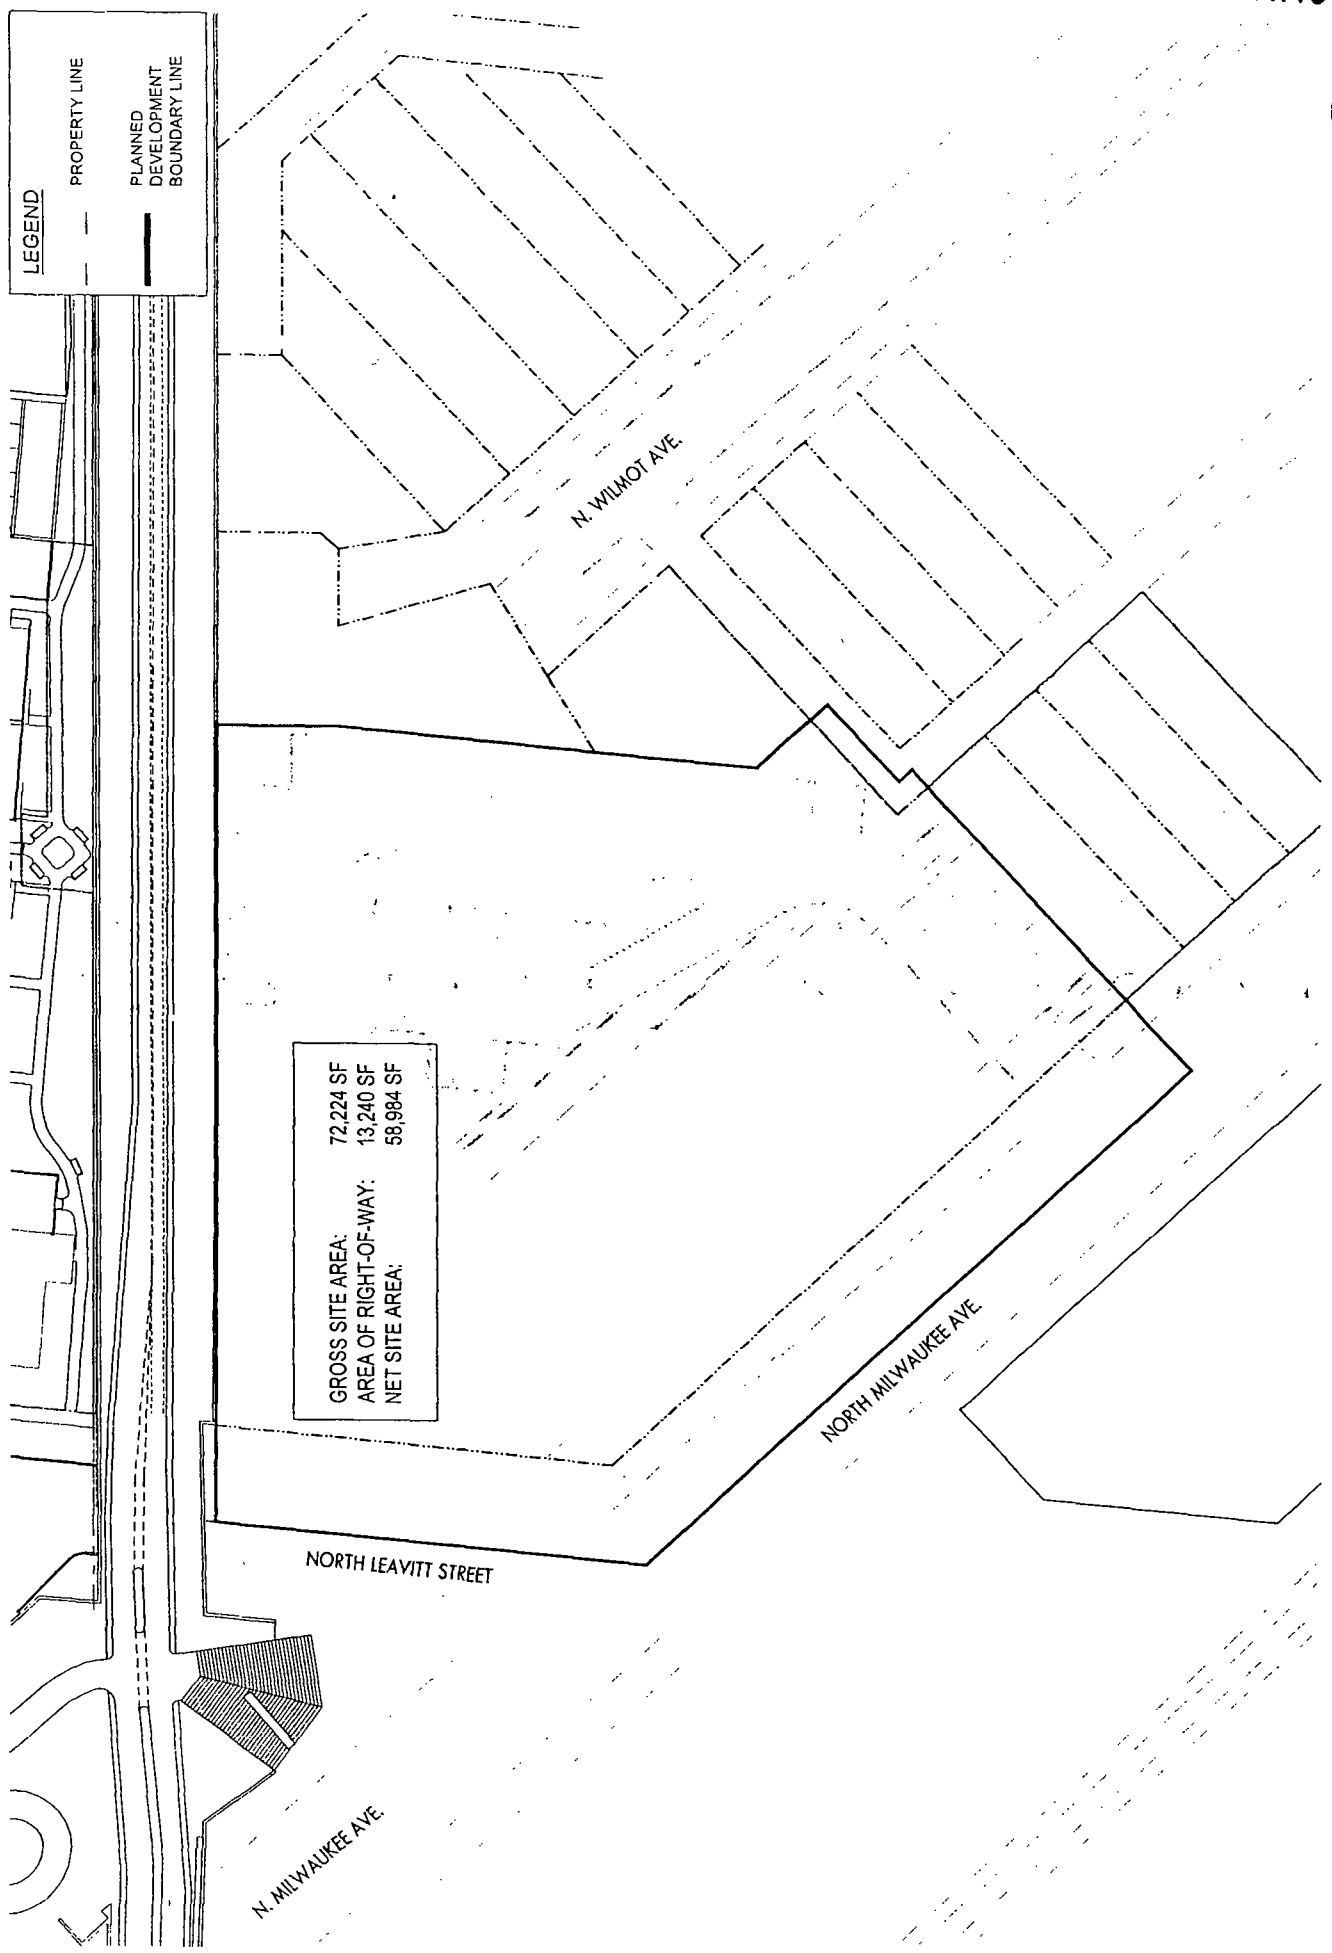 LEGEND
PROPERTY LINE
PLANNED
DEVELOPMENT
BOUNDARY LINE
N. WILMOT AVE.
GROSS SITE AREA: 72,224 SF
AREA OF RIGHT-OF-WAY: 13,240 SF
NET SITE AREA: 58,984 SF
NORTH MILWAUKEE AVE.
NORTH LEAVITT STREET
N. MILWAUKEE AVE.